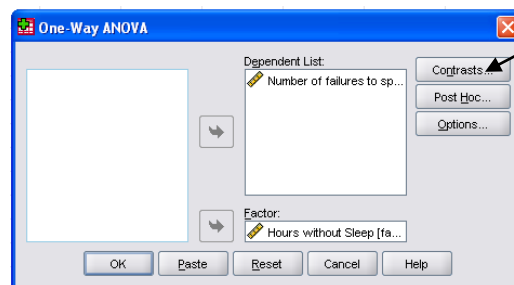 One-Way ANOVA
Dependent List:
Number of failures to sp...
Contrasts...
Post Hoc...
Options...
Factor:
Hours without Sleep [fa...
OK Paste Reset Cancel Help